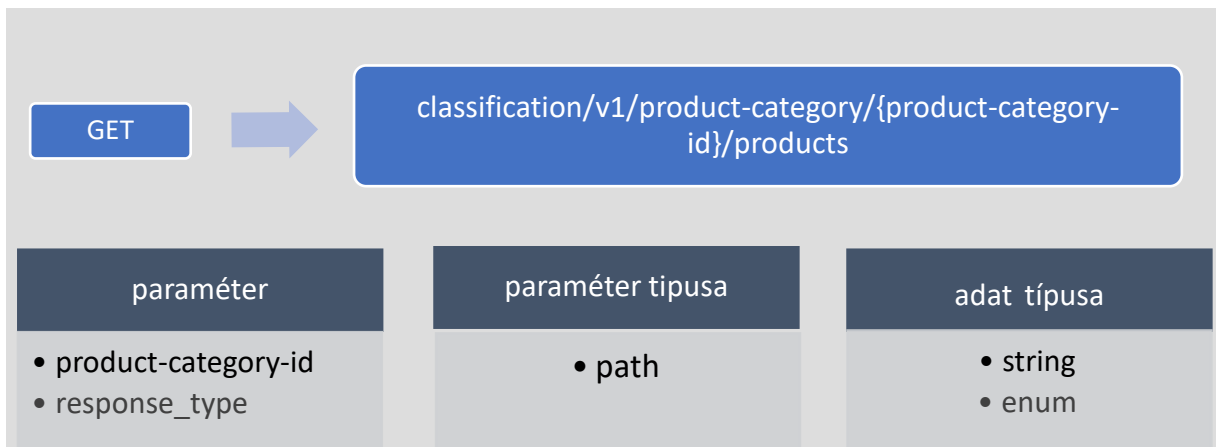 GET
classification/v1/product-category/{product-category-
id}/products
paraméter
• product-category-id
• response_type
paraméter tipusa
• path
adat típusa
• string
• enum